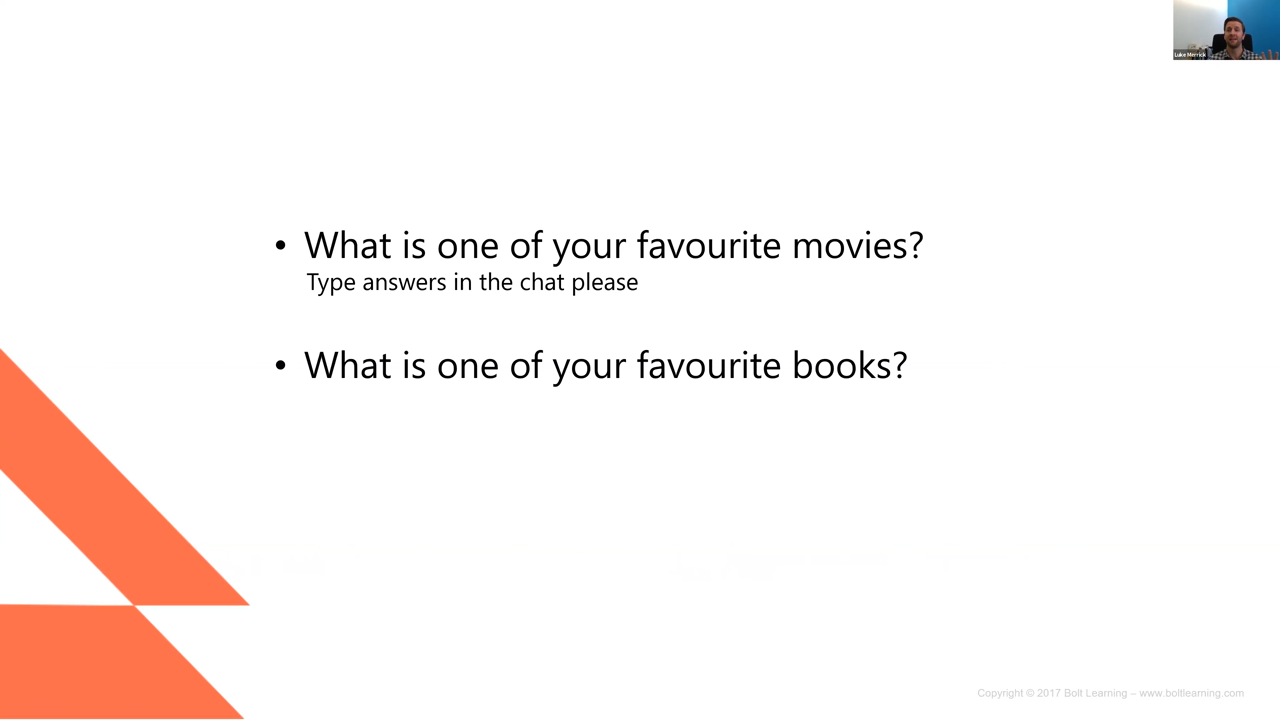 Luke Merrick
• What is one of your favourite movies?
Type answers in the chat please
• What is one of your favourite books?
Copyright © 2017 Bolt Learning – www.boltlearning.com